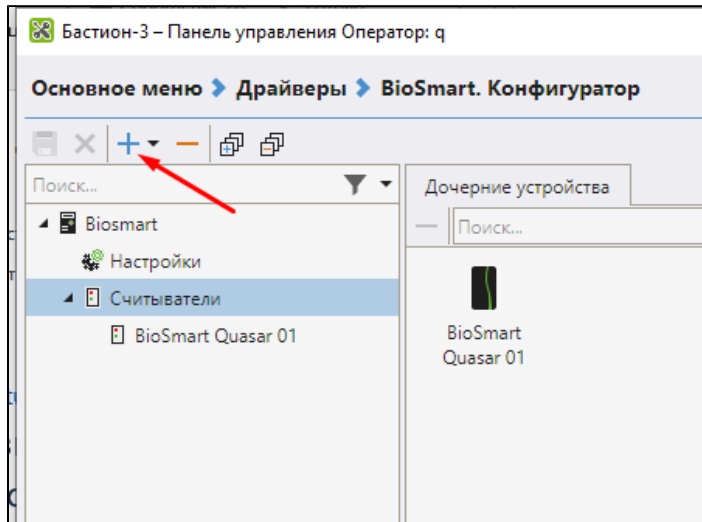 Бастион-3 – Панель управления Оператор: q
Основное меню Драйверы BioSmart. Конфигуратор
Поиск...
Дочерние устройства
Поиск...
Biosmart
Настройки
Считыватели
BioSmart Quasar 01
BioSmart
Quasar 01